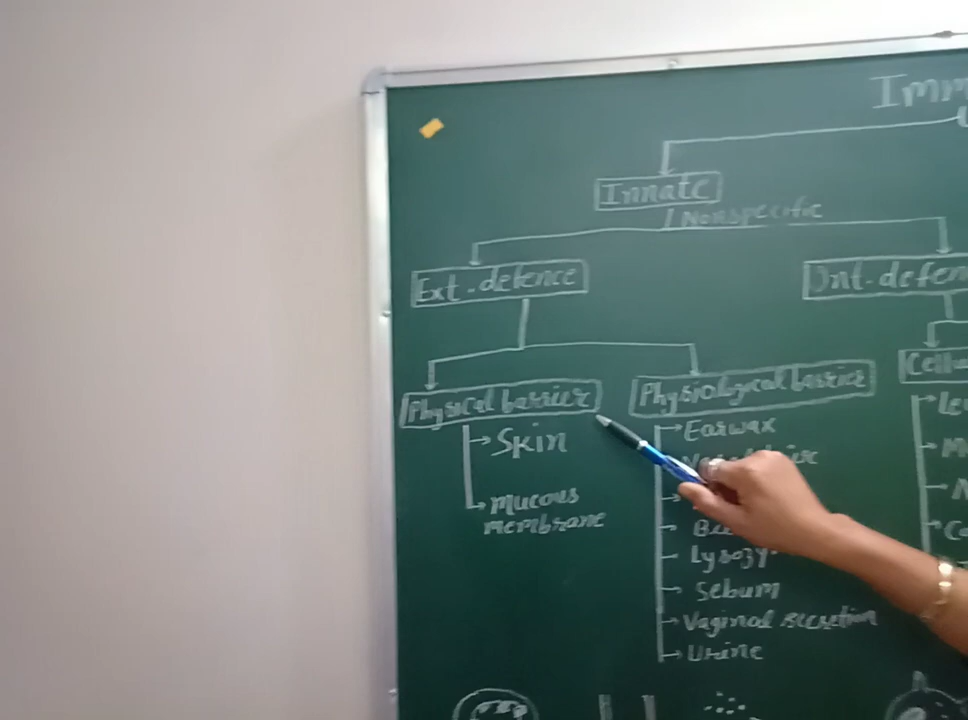 Imm
Innate
Nonspecific
Ext. defence
Int. defen
Physical barrier
Physiological barrier
Cell
Skin
Mucous
membrane
Earwax
Lysozy
Sebum
Vaginal secretion
Urine
Le
M
N